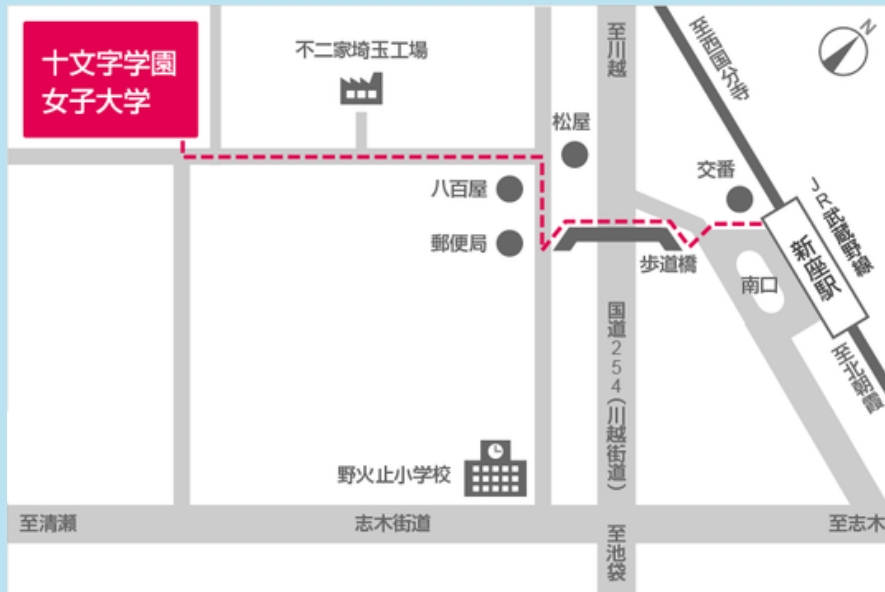 十文字学園
女子大学
不二家埼玉工場
至川越
至西国分寺
N
松屋
交番
八百屋
JR武蔵野線
郵便局
新座駅
歩道橋
南口
国道254(川越街道)
至北朝霞
野火止小学校
至清瀬
志木街道
至池袋
至志木